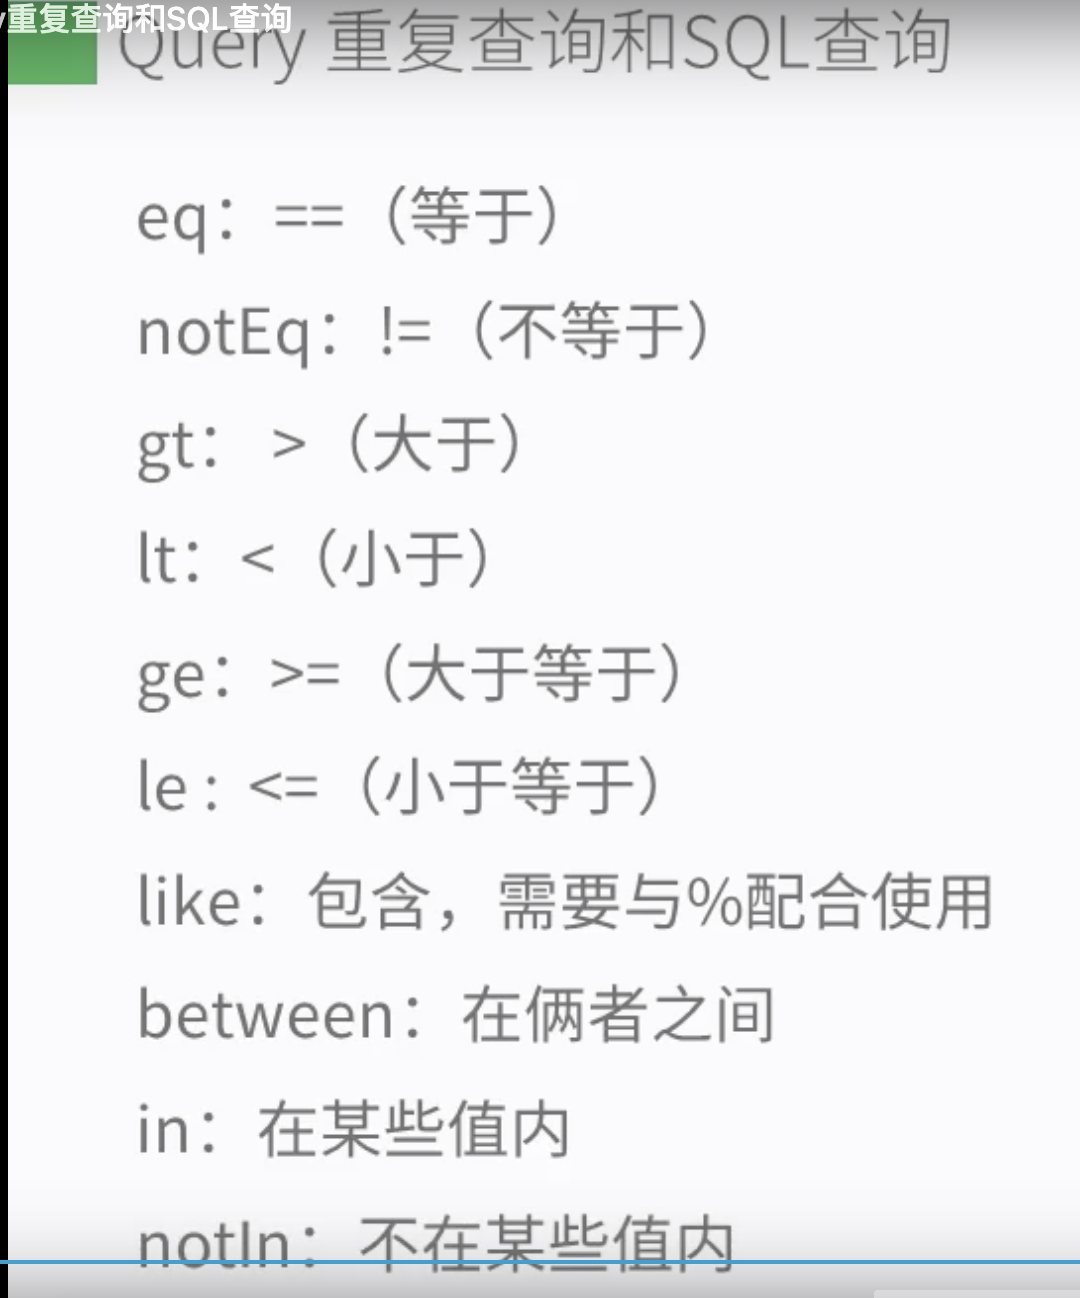 重复查询和SQL查询
Query 重复查询和SQL查询
eq：==（等于）
notEq：!=（不等于）
gt： >（大于）
lt：<（小于）
ge：>=（大于等于）
le : <=（小于等于）
like：包含，需要与%配合使用
between：在俩者之间
in：在某些值内
notIn：不在某些值内